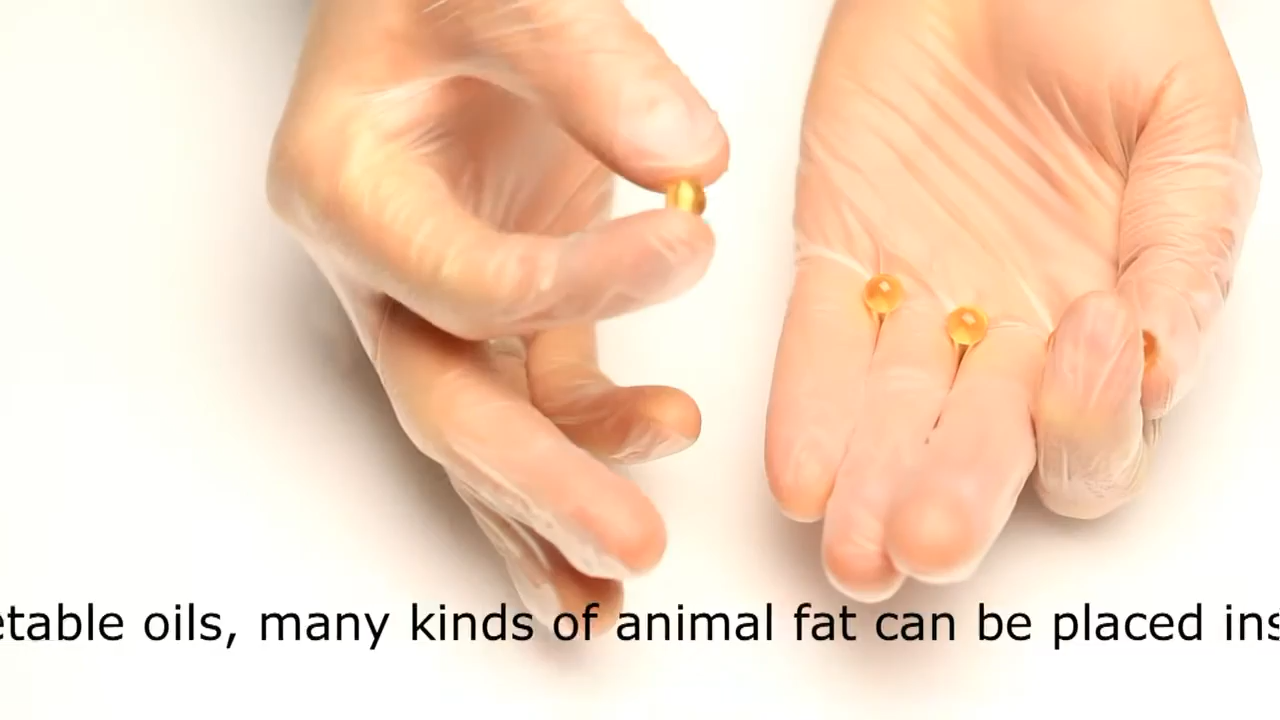 etable oils, many kinds of animal fat can be placed ins